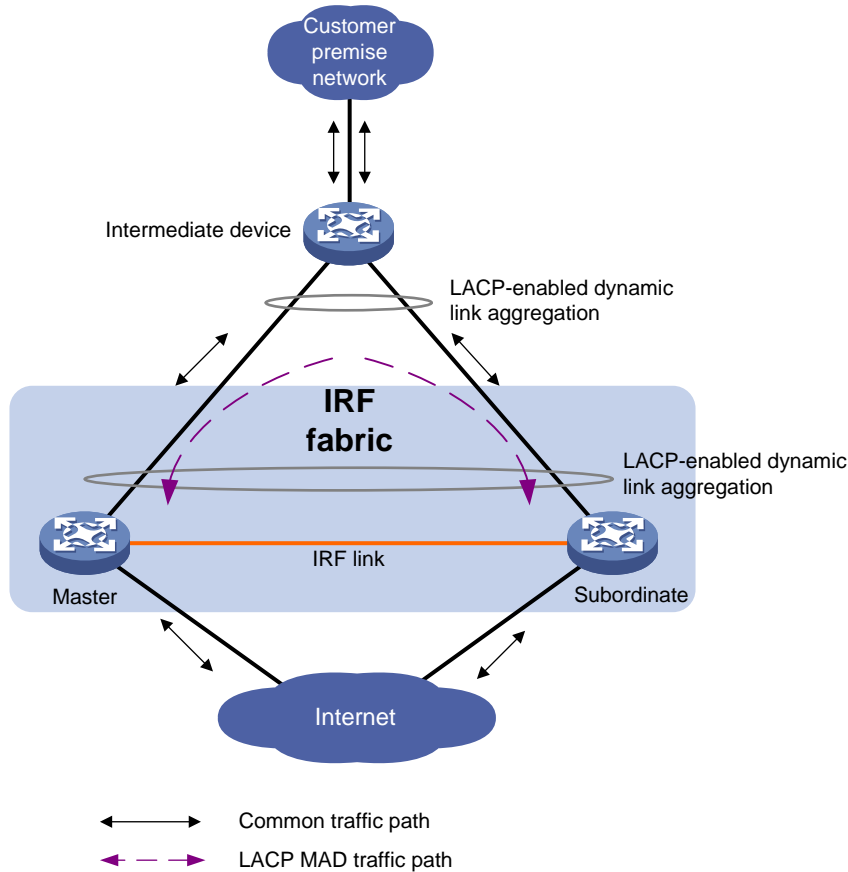 Customer
premise
network
Intermediate device
LACP-enabled dynamic
link aggregation
IRF
fabric
LACP-enabled dynamic
link aggregation
IRF link
Master
Subordinate
Internet
Common traffic path
LACP MAD traffic path